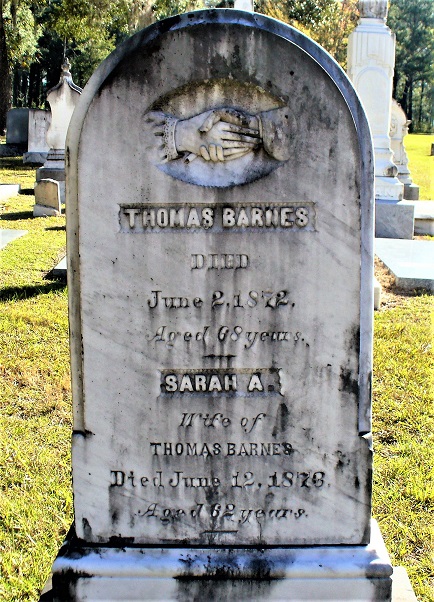 THOMAS BARNES
DIED
June 2, 1872.
Aged 68 years.
SARAH A.
Wife of
THOMAS BARNES
Died June 12, 1876.
Aged 62 years.